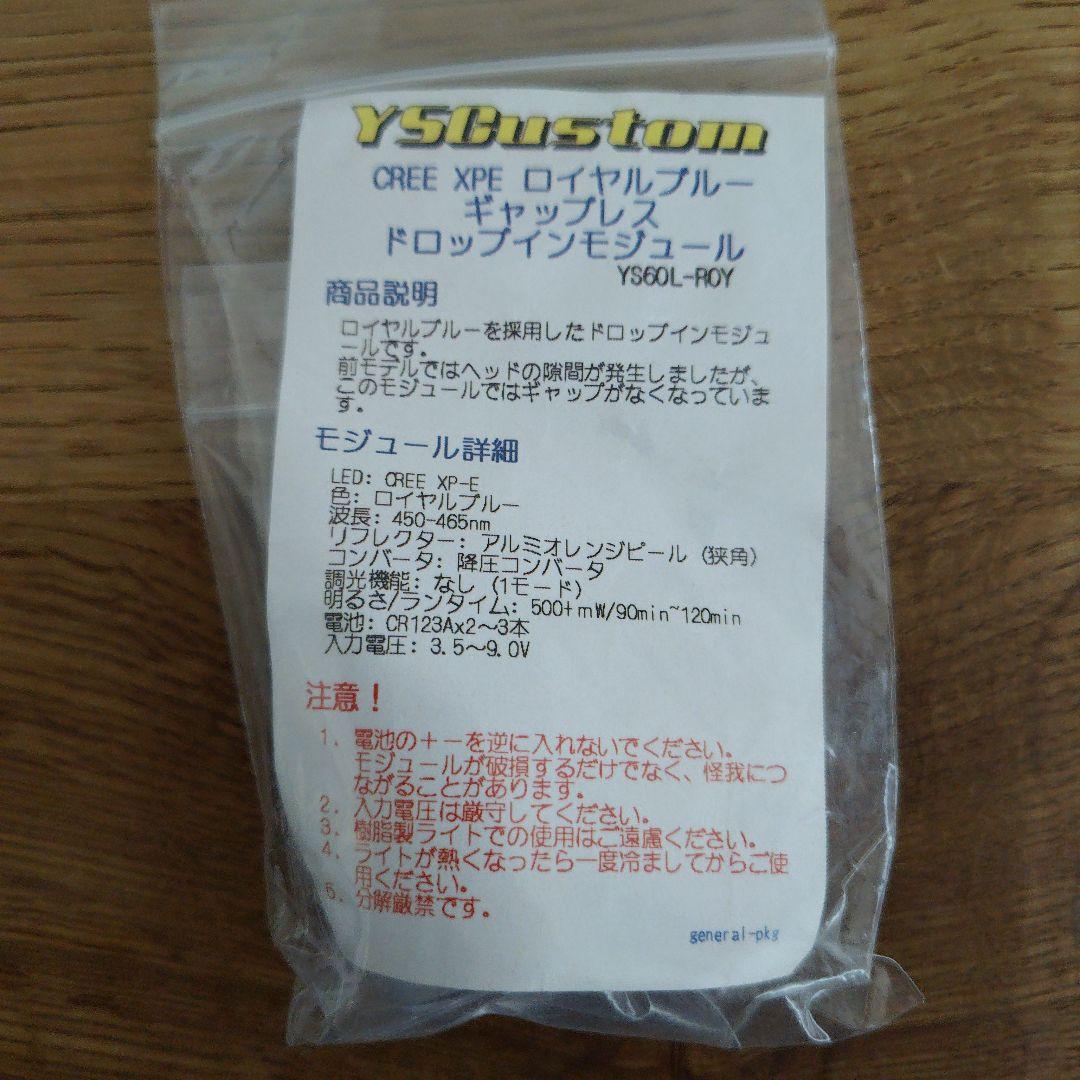 YSCustom
CREE XPE ロイヤルブルー
ギャップレス
ドロップインモジュール
YS60L-ROY
商品説明
ロイヤルブルーを採用したドロップインモジュ
ールです。
前モデルではヘッドの隙間が発生しましたが、
このモジュールではギャップがなくなっていま
す。
モジュール詳細
LED: CREE XP-E
色: ロイヤルブルー
波長: 450-465nm
リフレクター: アルミオレンジピール (狭角)
コンバータ: 降圧コンバータ
調光機能: なし (1モード)
明るさ/ランタイム: 500+mW/90min~120min
電池: CR123Ax2～3本
入力電圧: 3.5～9.0V
注意！
1. 電池の＋－を逆に入れないでください。
モジュールが破損するだけでなく、怪我につ
ながることがあります。
2. 入力電圧は厳守してください。
3. 樹脂製ライトでの使用はご遠慮ください。
4. ライトが熱くなったら一度冷ましてからご使
用ください。
5. 分解厳禁です。
general-pkg